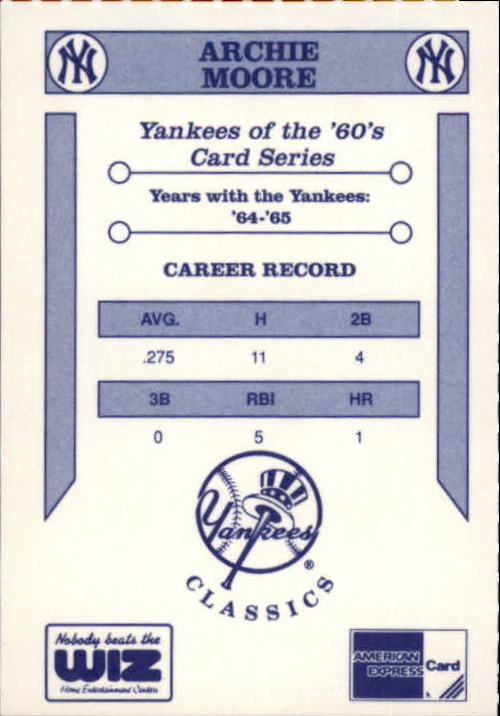 NY
ARCHIE
NY
MOORE
Yankees of the '60's
Card Series
Years with the Yankees:
'64-'65
CAREER RECORD
AVG. H 2B
.275 11 4
3B RBI HR
0 5 1
Yankees
®
CLASSICS
Nobody beats the
WIZ
Home Entertainment Centers
AMERICAN
EXPRESS
Card